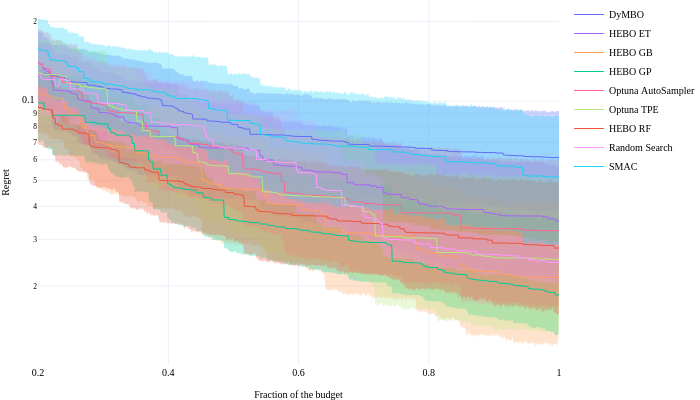 2
0.1
9
8
7
6
5
4
3
2
Regret
0.2
0.4
0.6
0.8
1
Fraction of the budget
DyMBO
HEBO ET
HEBO GB
HEBO GP
Optuna AutoSampler
Optuna TPE
HEBO RF
Random Search
SMAC